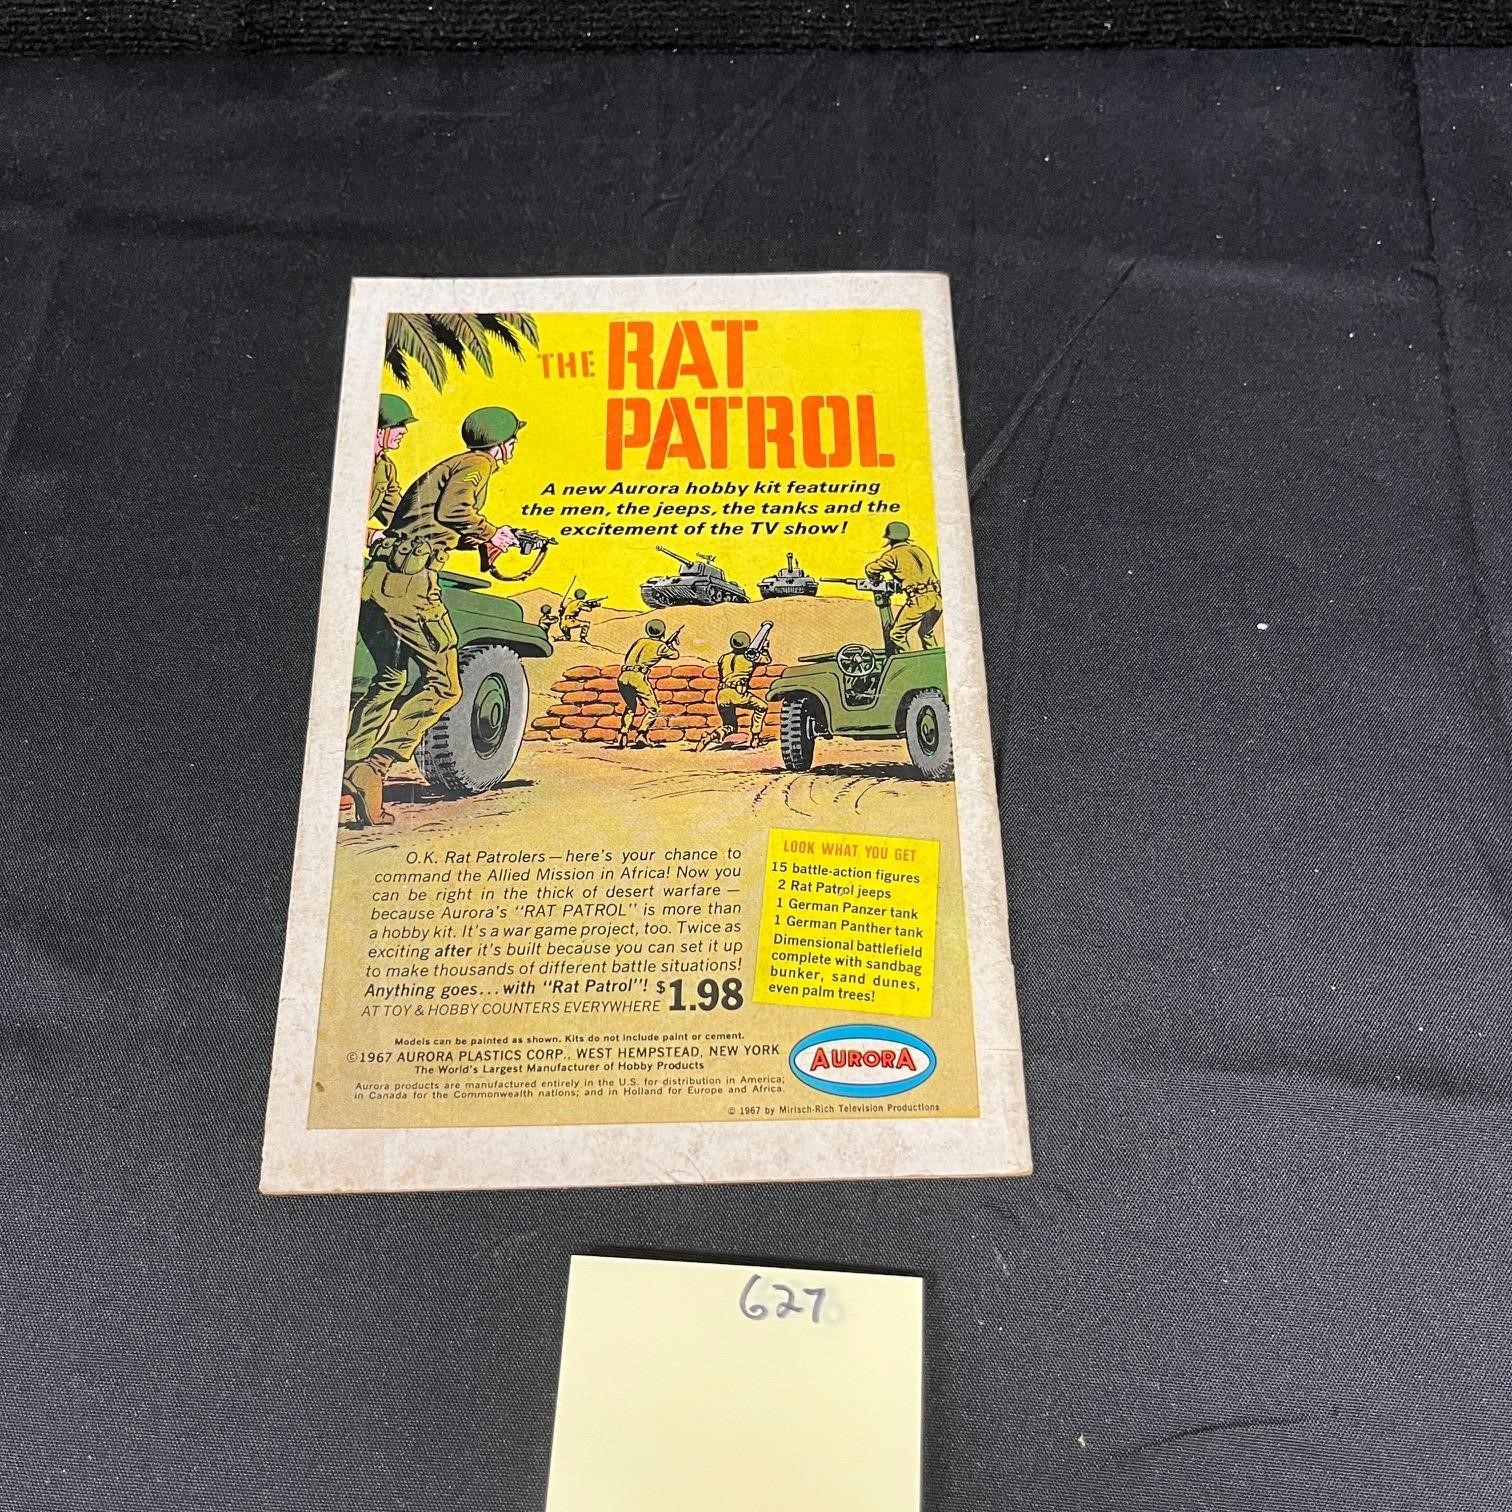 THE RAT
PATROL
A new Aurora hobby kit featuring
the men, the jeeps, the tanks and the
excitement of the TV show!
O.K. Rat Patrolers—here's your chance to
command the Allied Mission in Africa! Now you
can be right in the thick of desert warfare —
because Aurora's "RAT PATROL" is more than
a hobby kit. It's a war game project, too. Twice as
exciting after it's built because you can set it up
to make thousands of different battle situations!
Anything goes...with "Rat Patrol"! $1.98
AT TOY & HOBBY COUNTERS EVERYWHERE
LOOK WHAT YOU GET
15 battle-action figures
2 Rat Patrol jeeps
1 German Panzer tank
1 German Panther tank
Dimensional battlefield
complete with sandbag
bunker, sand dunes,
even palm trees!
Models can be painted as shown. Kits do not include paint or cement.
©1967 AURORA PLASTICS CORP., WEST HEMPSTEAD, NEW YORK
The World's Largest Manufacturer of Hobby Products
Aurora products are manufactured entirely in the U.S. for distribution in America;
in Canada for the Commonwealth nations; and in Holland for Europe and Africa.
AURORA
© 1967 by Mirisch-Rich Television Productions
627